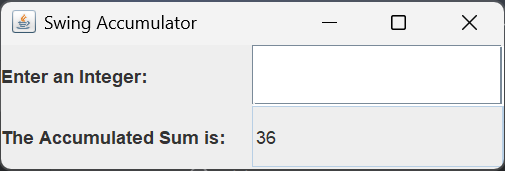 Swing Accumulator
Enter an Integer:
The Accumulated Sum is: 36